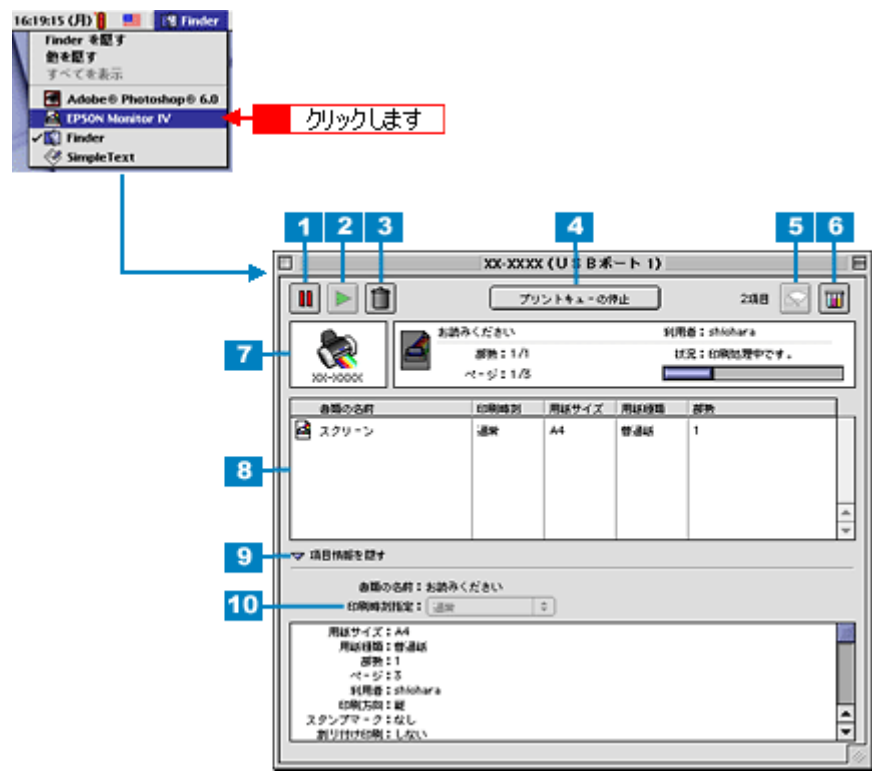 16:19:15 (月) Finder
Finder を隠す
他を隠す
すべてを表示
Adobe® Photoshop® 6.0
EPSON Monitor IV
クリックします
✓ Finder
SimpleText
1 2 3 4 5 6
XX-XXXX (USBポート 1)
プリントキューの停止 2項目
7
XX-XXXX
お読みください 利用者：shiohara
部数：1/1 状況：印刷処理中です。
ページ：1/3
書類の名前 印刷時刻 用紙サイズ 用紙種類 部数
スクリーン 通常 A4 普通紙 1
8
9 項目情報を隠す
書類の名前：お読みください
10 印刷時刻指定：通常
用紙サイズ：A4
用紙種類：普通紙
部数：1
ページ：3
利用者：shiohara
印刷方向：縦
スタンプマーク：なし
割り付け印刷：しない